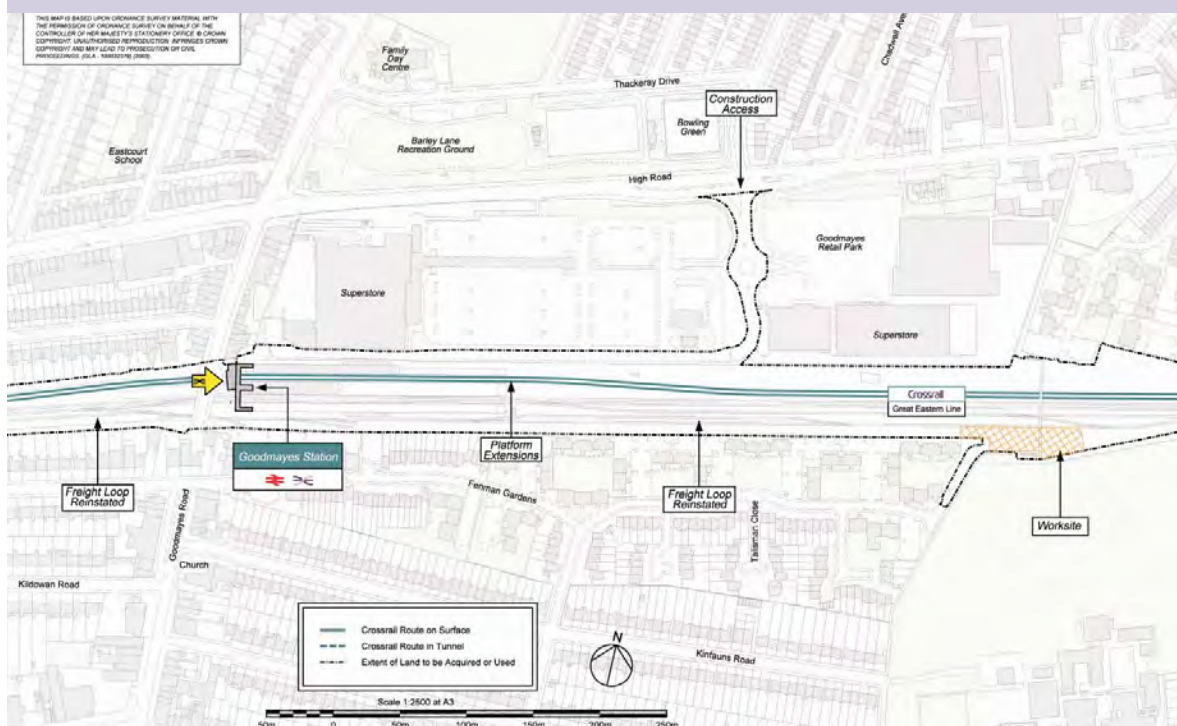 THIS MAP IS BASED UPON ORDNANCE SURVEY MATERIAL WITH
THE PERMISSION OF ORDNANCE SURVEY ON BEHALF OF THE
CONTROLLER OF HER MAJESTY'S STATIONERY OFFICE © CROWN
COPYRIGHT. UNAUTHORISED REPRODUCTION INFRINGES CROWN
COPYRIGHT AND MAY LEAD TO PROSECUTION OR CIVIL
PROCEEDINGS. (GLA - (2005)
Family
Day
Centre
Chadwell Ave
Thackeray Drive
Construction
Access
Bowling
Green
Barley Lane
Recreation Ground
Eastcourt
School
High Road
Goodmayes
Retail Park
Superstore
Superstore
Crossrail
Great Eastern Line
Goodmayes Station
Platform
Extensions
Freight Loop
Reinstated
Fenman Gardens
Freight Loop
Reinstated
Worksite
Goodmayes Road
Talisman Close
Church
Kildowan Road
Kinfauns Road
Crossrail Route on Surface
Crossrail Route in Tunnel
Extent of Land to be Acquired or Used
N
Scale 1:2500 at A3
50m 0 50m 100m 150m 200m 250m